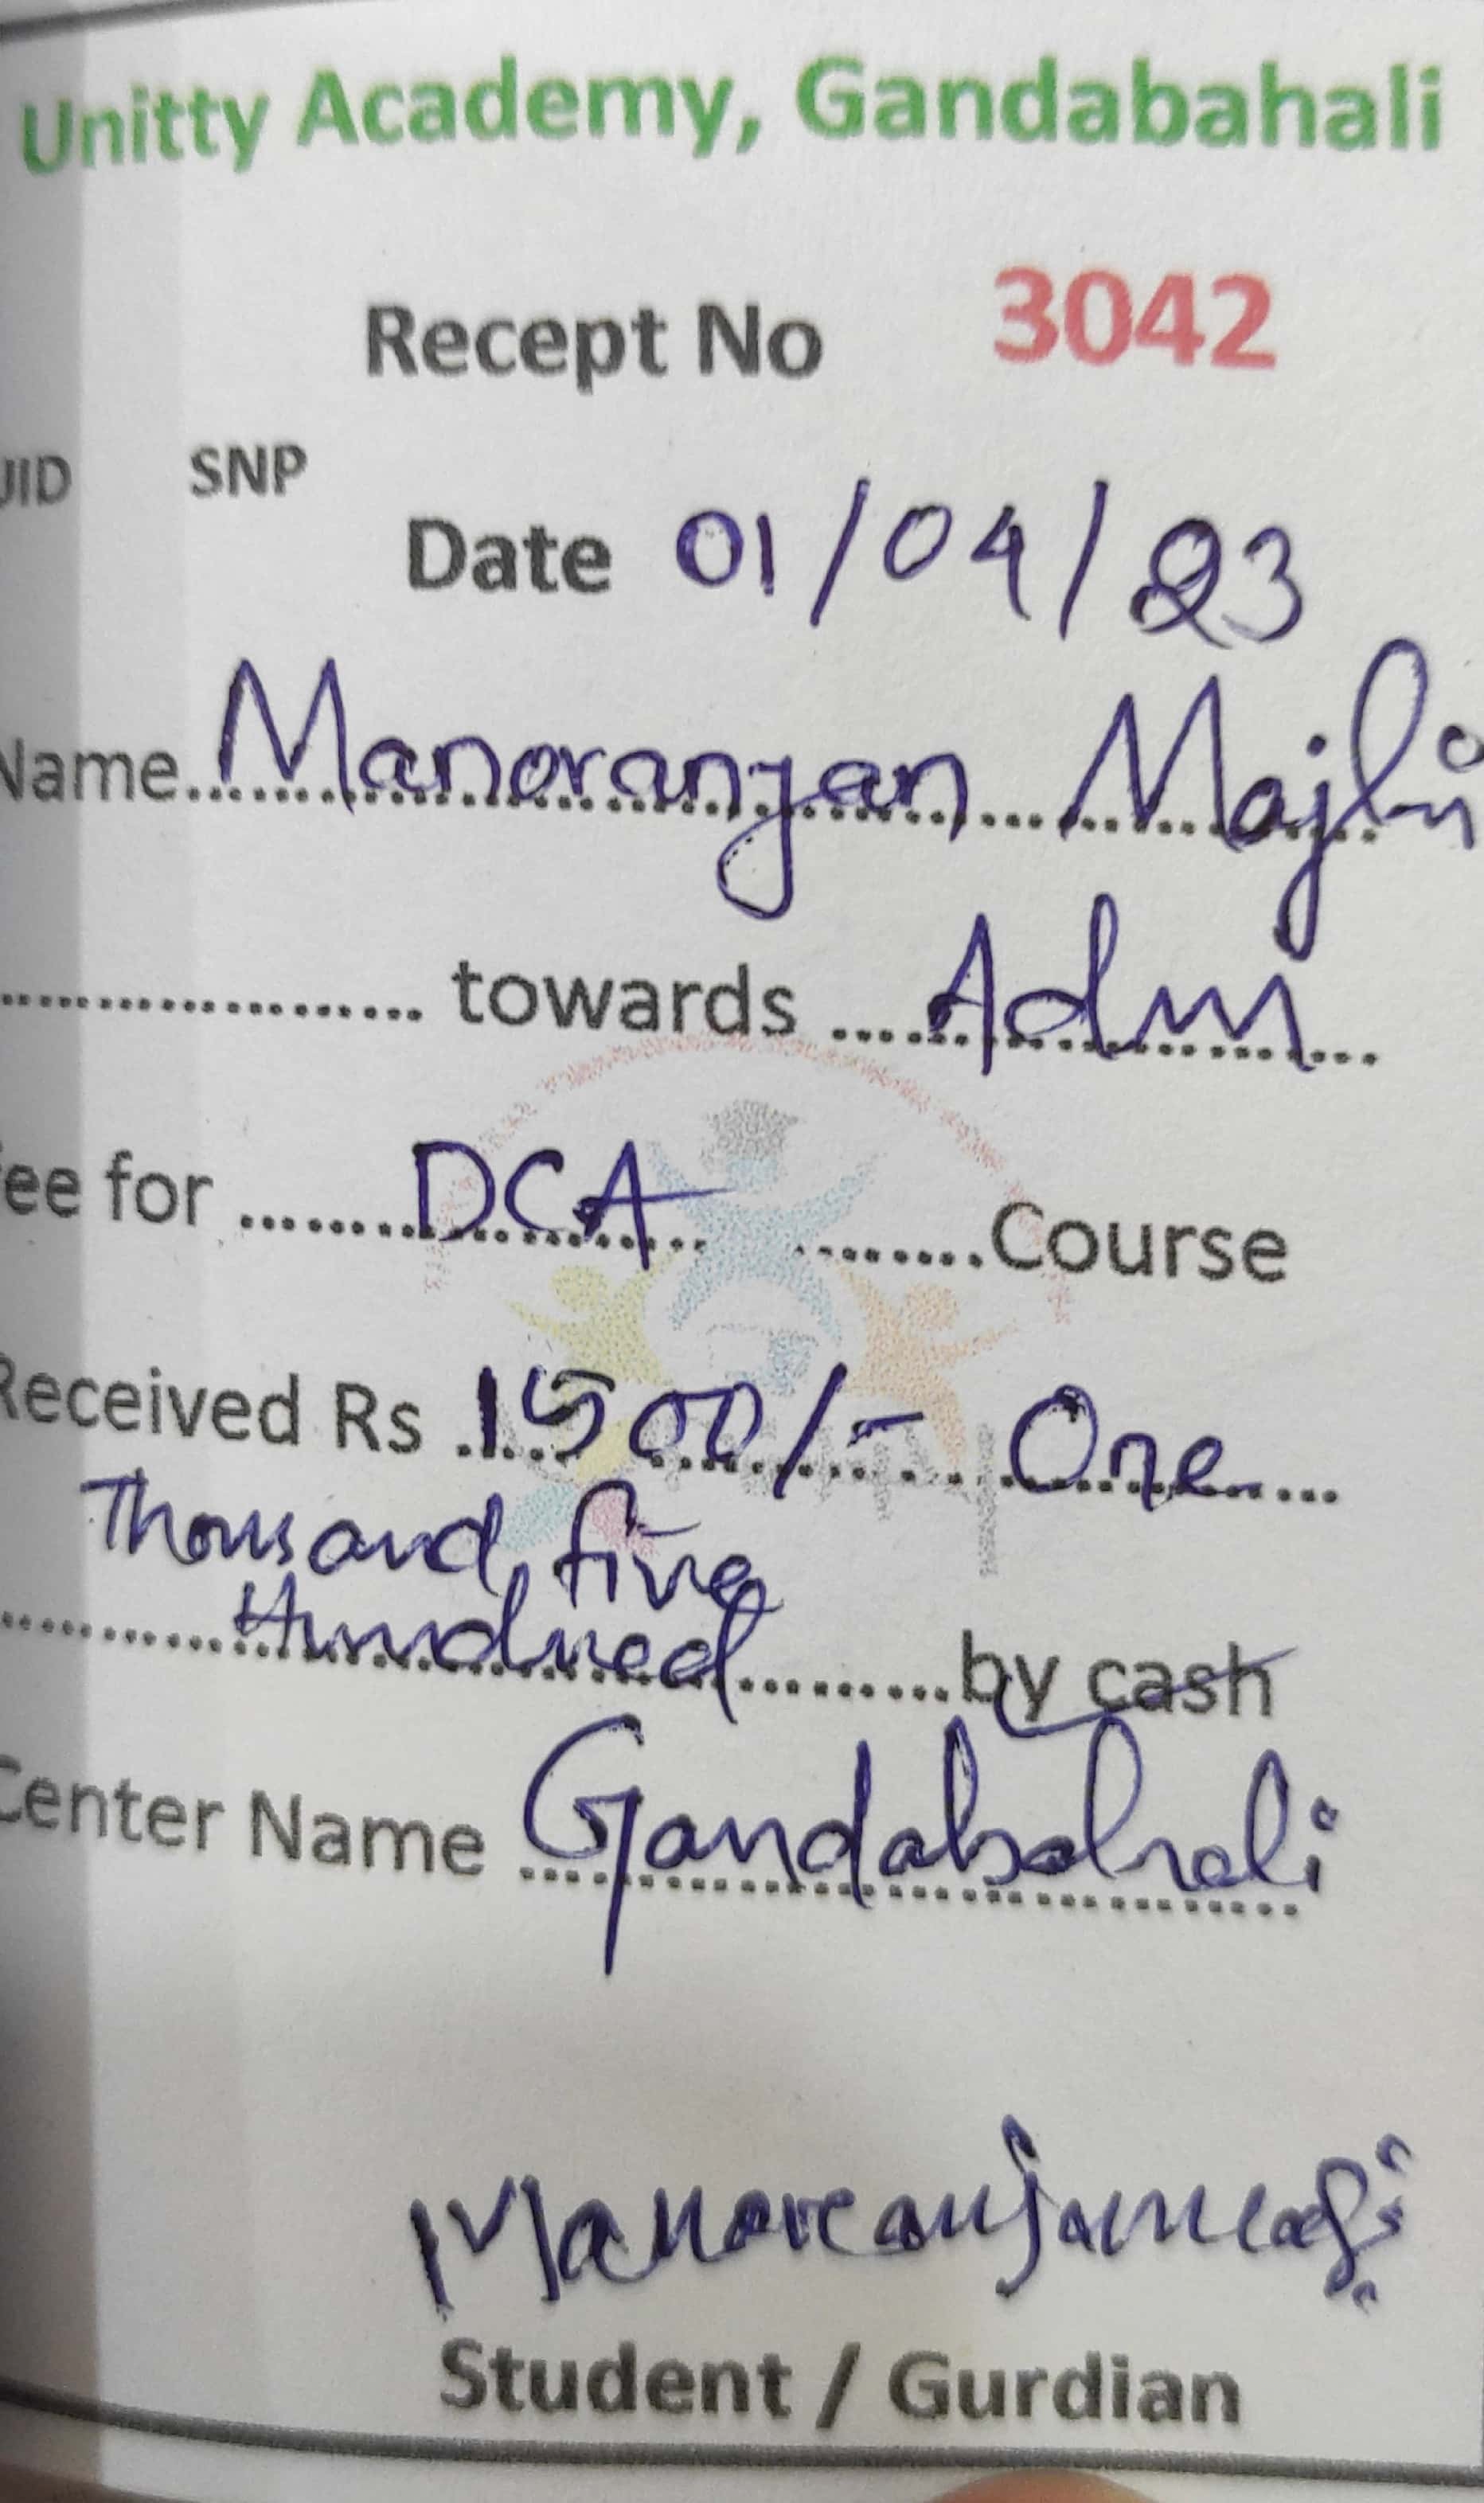 Unitty Academy, Gandabahali
Recept No 3042
UID SNP
Date 01/04/23
Name Manoranjan Majhi
towards Adm
fee for DCA Course
Received Rs 1500/- One
Thousand five
Hundred by cash
Center Name Gandabahali
Student / Gurdian